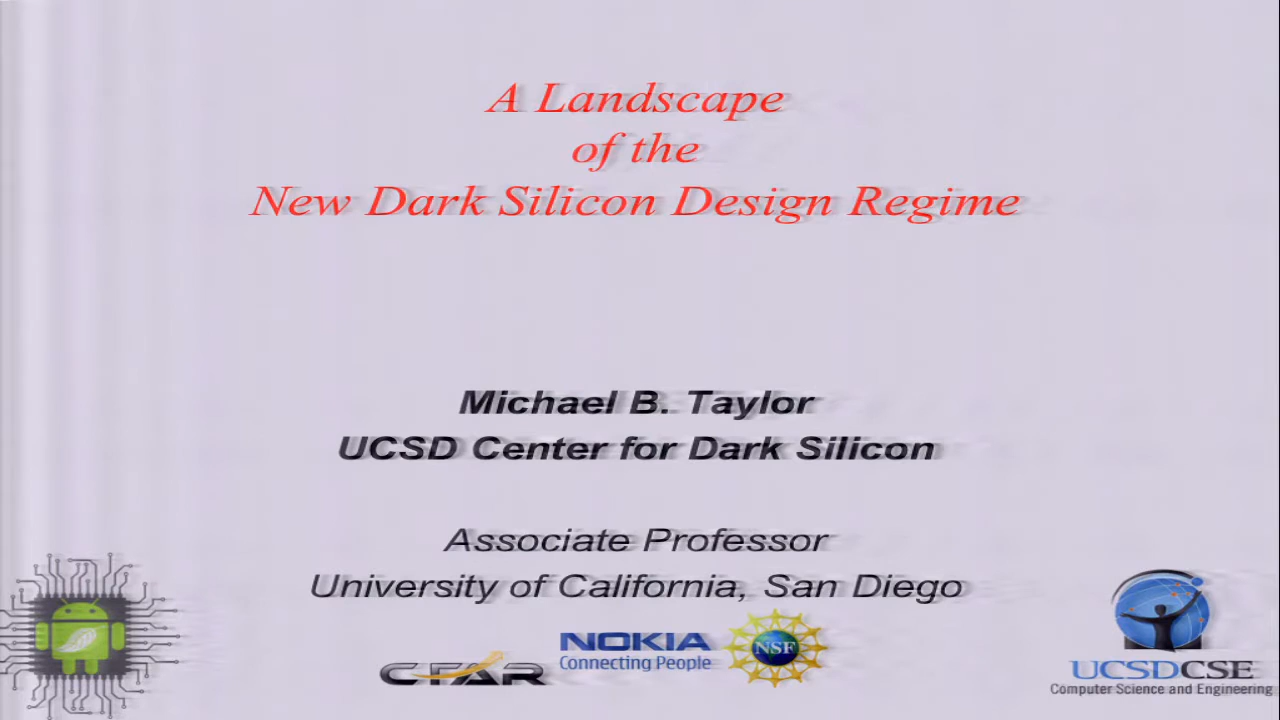 A Landscape
of the
New Dark Silicon Design Regime
Michael B. Taylor
UCSD Center for Dark Silicon
Associate Professor
University of California, San Diego
CFAR
NOKIA
Connecting People
NSF
UCSDCSE
Computer Science and Engineering